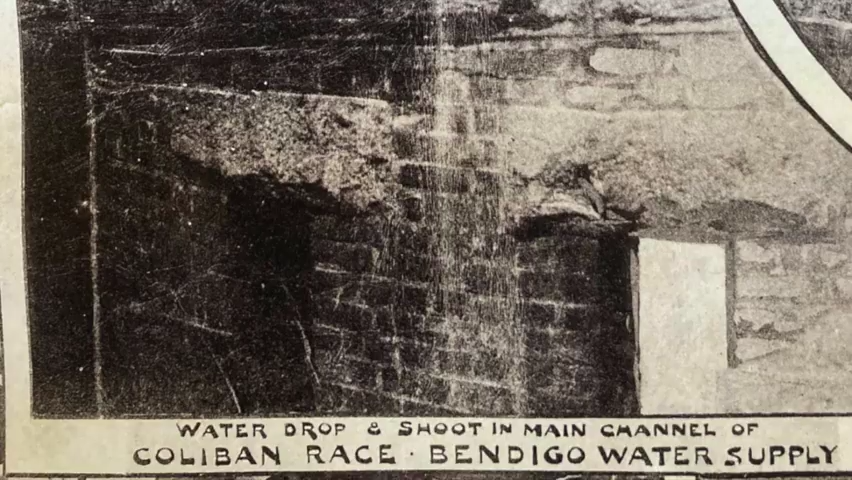 WATER DROP & SHOOT IN MAIN CHANNEL OF
COLIBAN RACE · BENDIGO WATER SUPPLY